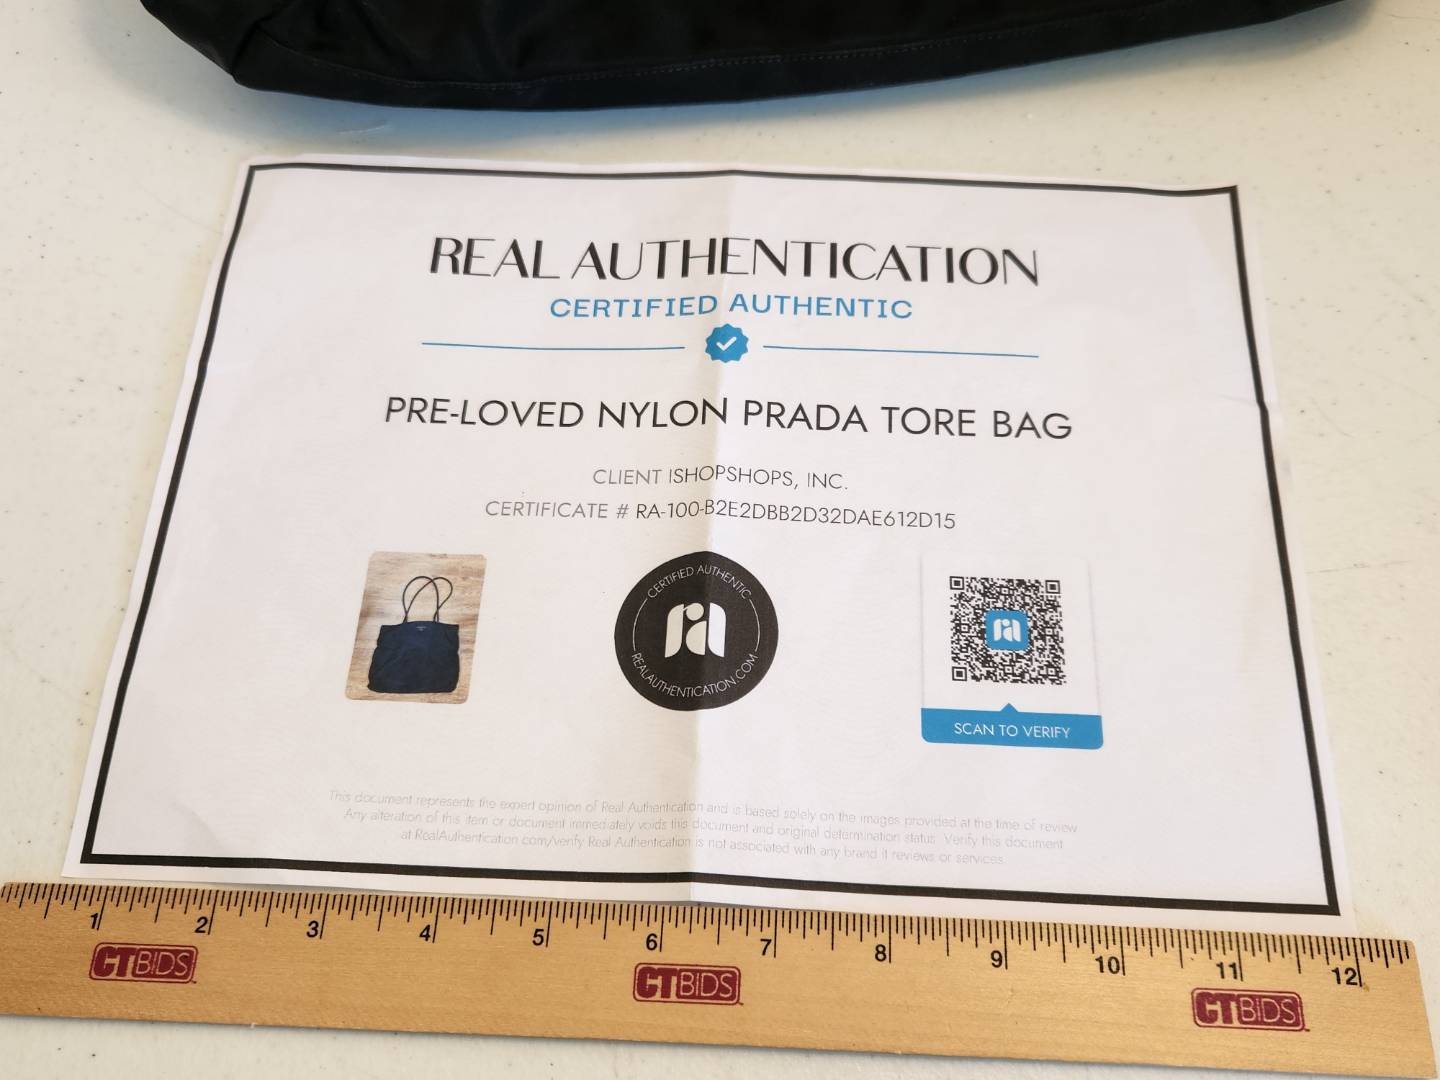 REAL AUTHENTICATION
CERTIFIED AUTHENTIC
PRE-LOVED NYLON PRADA TORE BAG
CLIENT ISHOPSHOPS, INC.
CERTIFICATE # RA-100-B2E2DBB2D32DAE612D15
CERTIFIED AUTHENTIC
ra
REALAUTHENTICATION.COM
ra
SCAN TO VERIFY
This document represents the expert opinion of Real Authentication and is based solely on the images provided at the time of review
Any alteration of this item or document immediately voids this document and original determination status. Verify this document
at RealAuthentication.com/verify Real Authentication is not associated with any brand it reviews or services.
1 2 3 4 5 6 7 8 9 10 11 12
CTBIDS CTBIDS CTBIDS